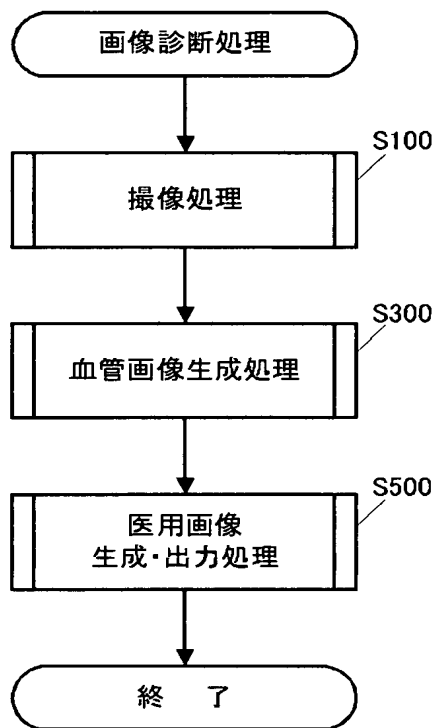 画像診断処理
S100
撮像処理
S300
血管画像生成処理
S500
医用画像
生成・出力処理
終 了